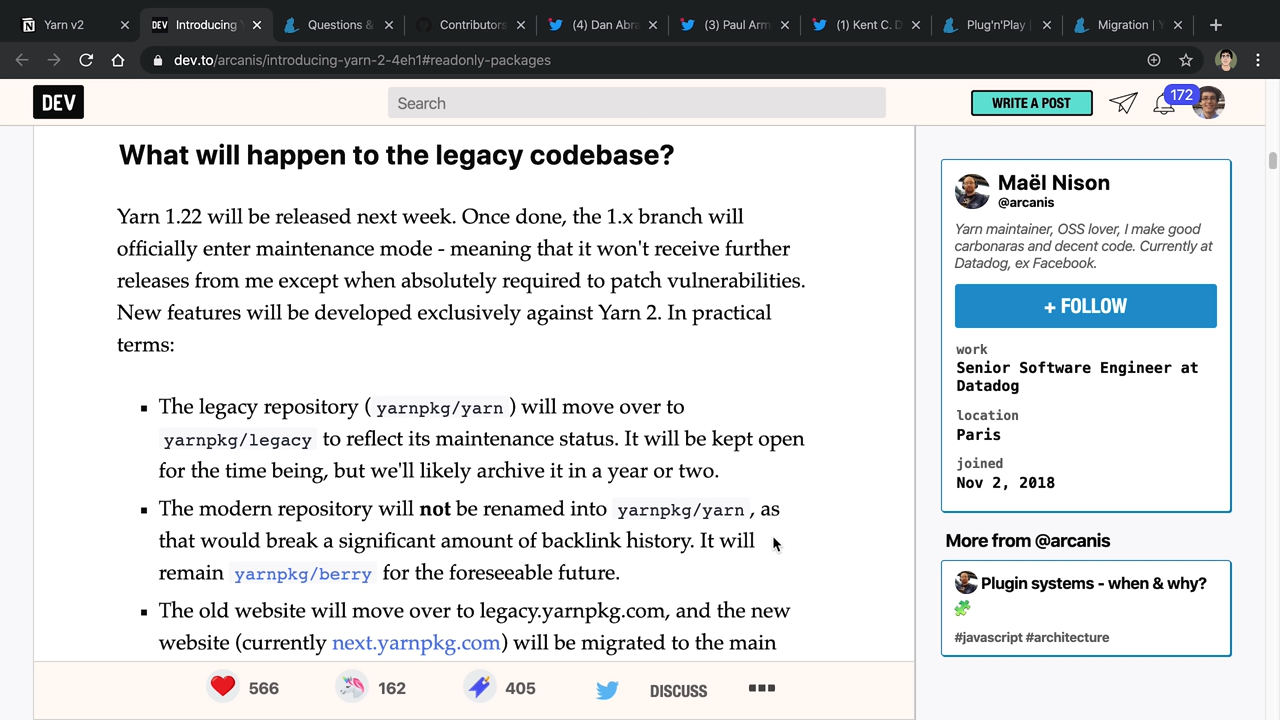 Yarn v2
DEV
Introducing
Questions &
Contributors
(4) Dan Abra
(3) Paul Arm
(1) Kent C. D
Plug'n'Play |
Migration | Y
dev.to/arcanis/introducing-yarn-2-4eh1#readonly-packages
DEV
Search
WRITE A POST
172
What will happen to the legacy codebase?
Yarn 1.22 will be released next week. Once done, the 1.x branch will
officially enter maintenance mode - meaning that it won't receive further
releases from me except when absolutely required to patch vulnerabilities.
New features will be developed exclusively against Yarn 2. In practical
terms:
▪ The legacy repository ( yarnpkg/yarn ) will move over to
yarnpkg/legacy to reflect its maintenance status. It will be kept open
for the time being, but we'll likely archive it in a year or two.
▪ The modern repository will not be renamed into yarnpkg/yarn , as
that would break a significant amount of backlink history. It will
remain yarnpkg/berry for the foreseeable future.
▪ The old website will move over to legacy.yarnpkg.com, and the new
website (currently next.yarnpkg.com) will be migrated to the main
566
162
405
DISCUSS
Maël Nison
@arcanis
Yarn maintainer, OSS lover, I make good
carbonaras and decent code. Currently at
Datadog, ex Facebook.
+ FOLLOW
work
Senior Software Engineer at
Datadog
location
Paris
joined
Nov 2, 2018
More from @arcanis
Plugin systems - when & why?
#javascript #architecture